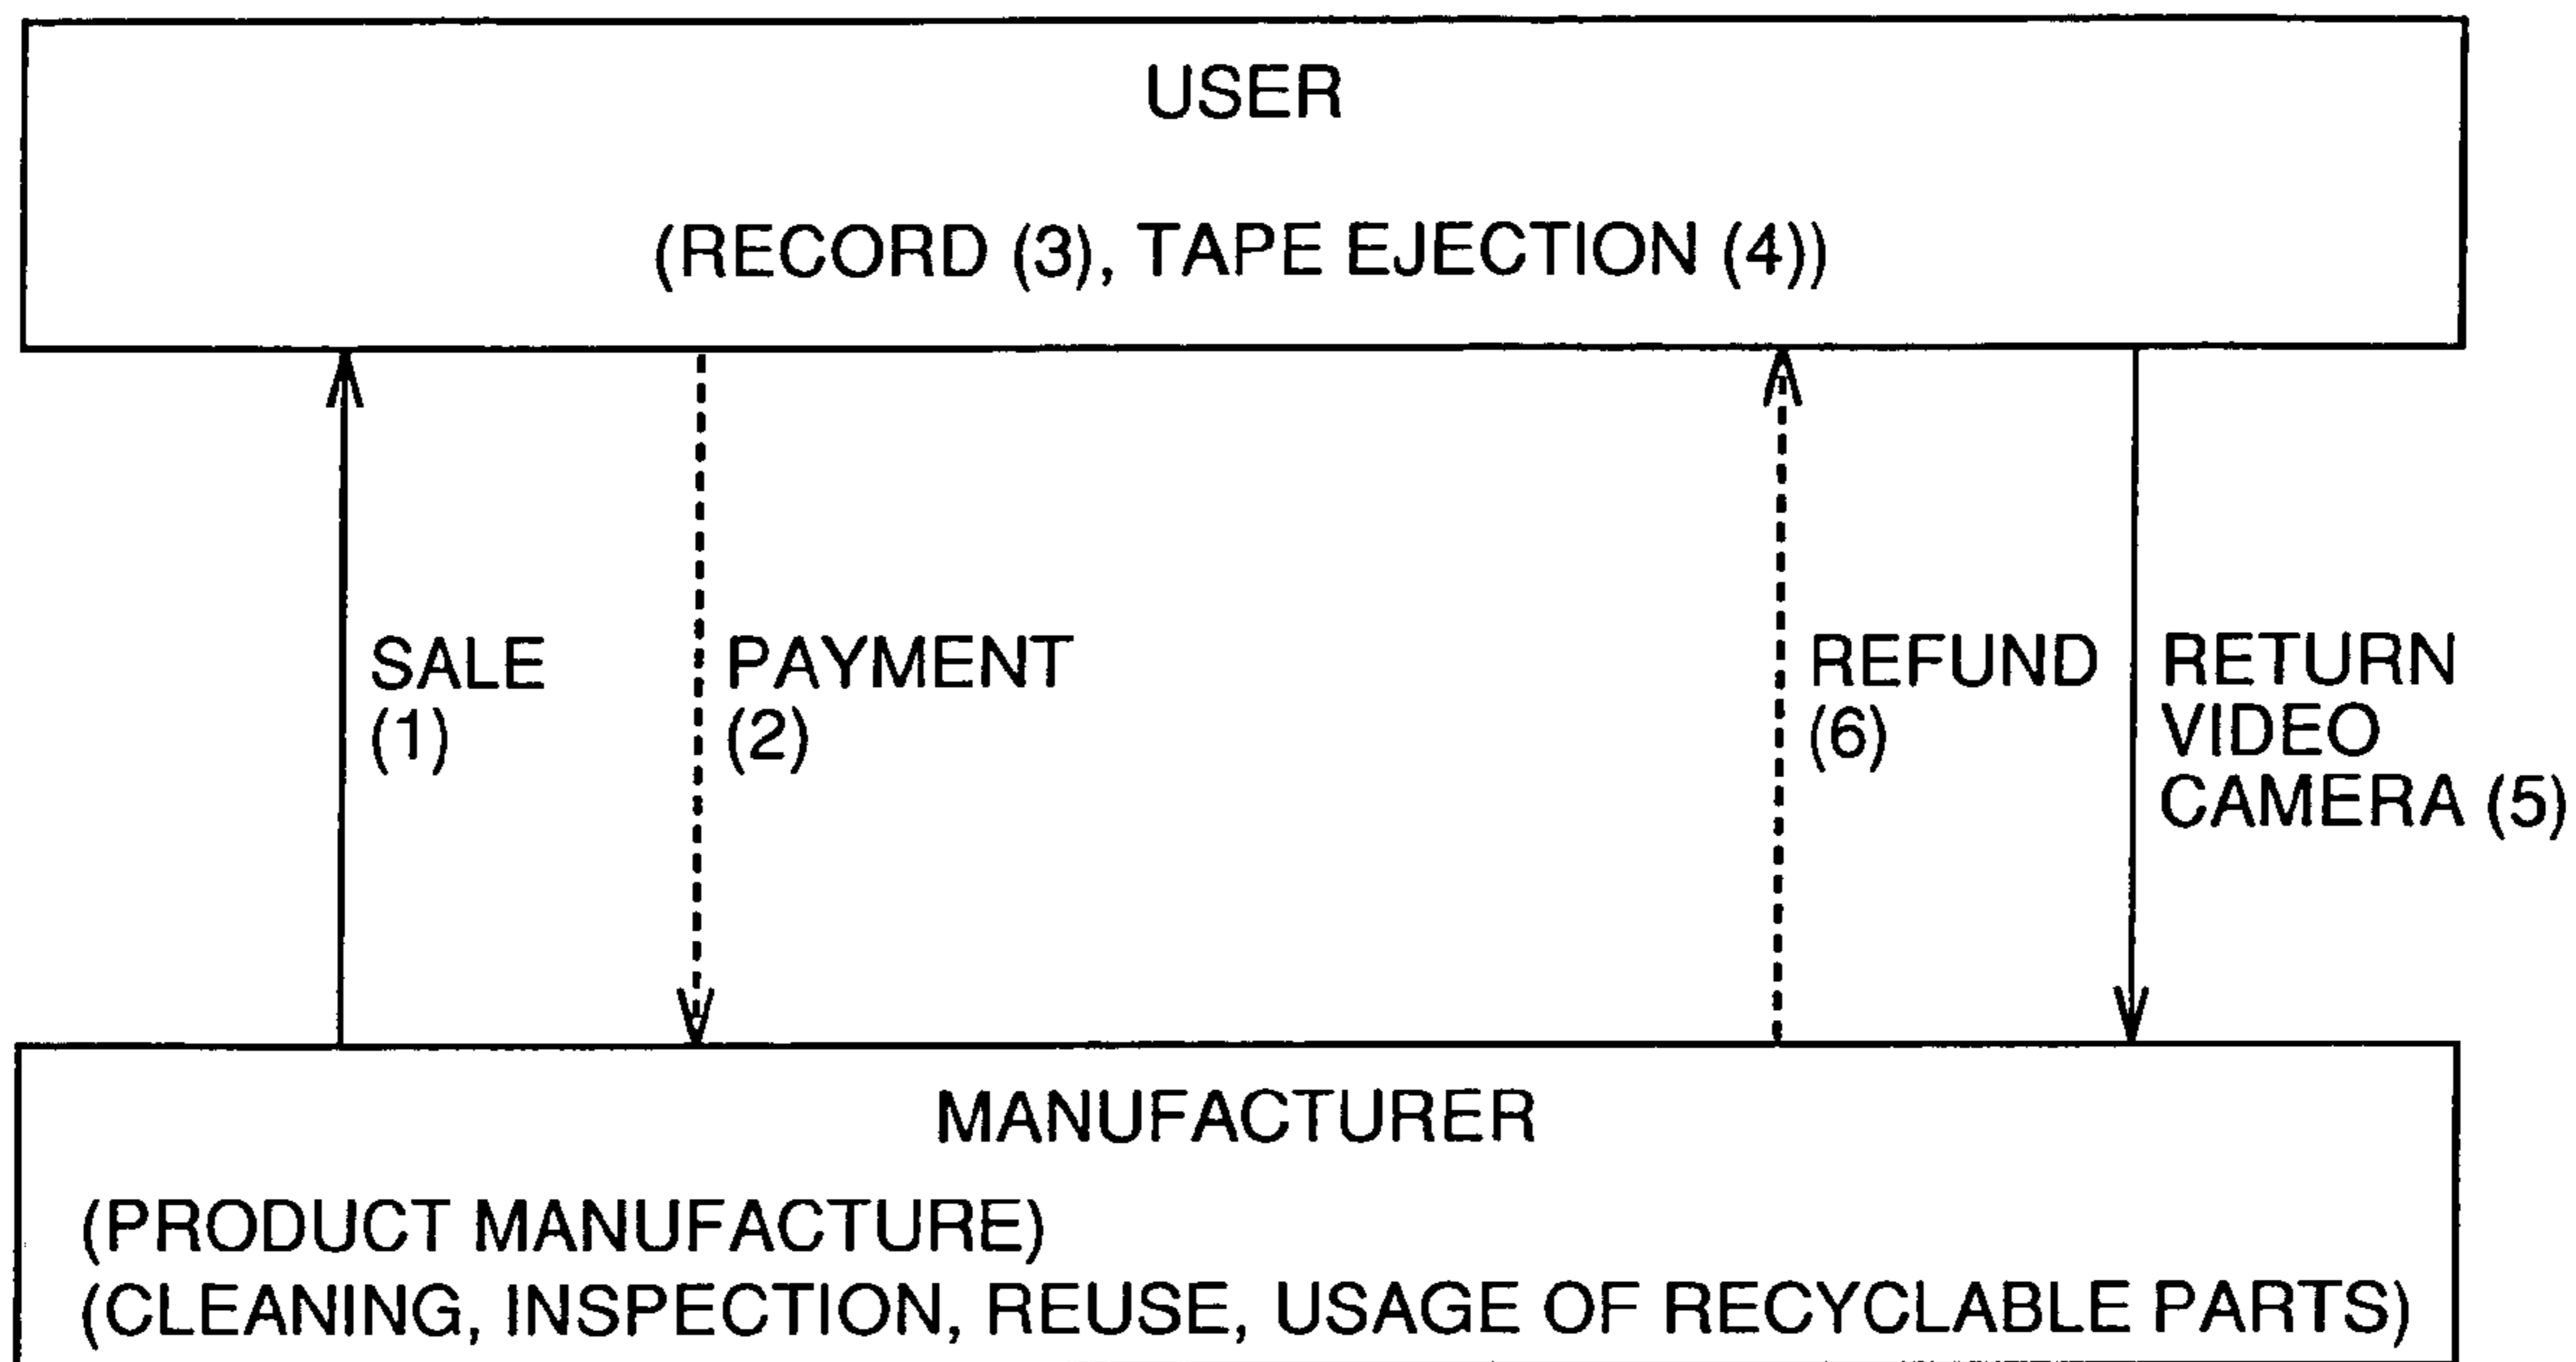 USER
(RECORD (3), TAPE EJECTION (4))
SALE
(1)
PAYMENT
(2)
REFUND
(6)
RETURN
VIDEO
CAMERA (5)
MANUFACTURER
(PRODUCT MANUFACTURE)
(CLEANING, INSPECTION, REUSE, USAGE OF RECYCLABLE PARTS)